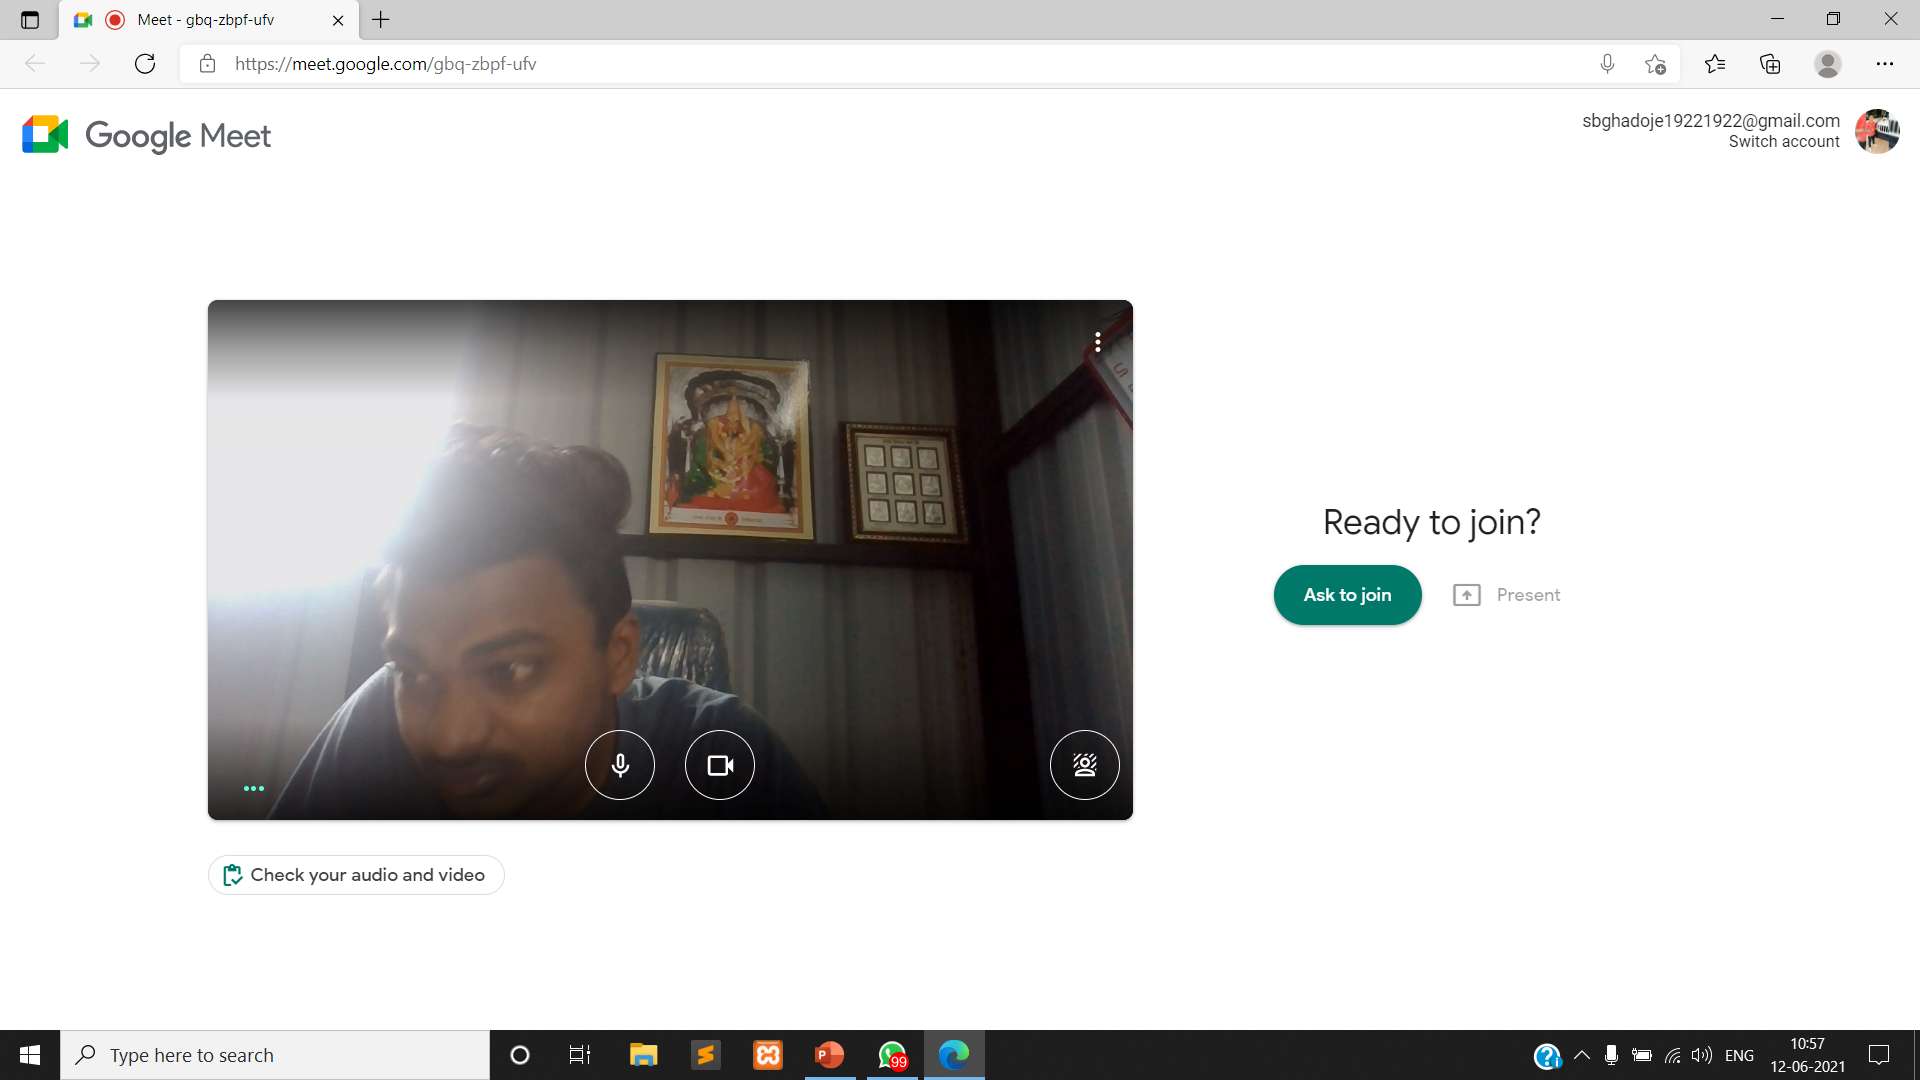 Meet - gbq-zbpf-ufv
https://meet.google.com/gbq-zbpf-ufv
Google Meet
sbghadoje19221922@gmail.com
Switch account
Ready to join?
Ask to join
Present
Check your audio and video
Type here to search
99
ENG
10:57
12-06-2021